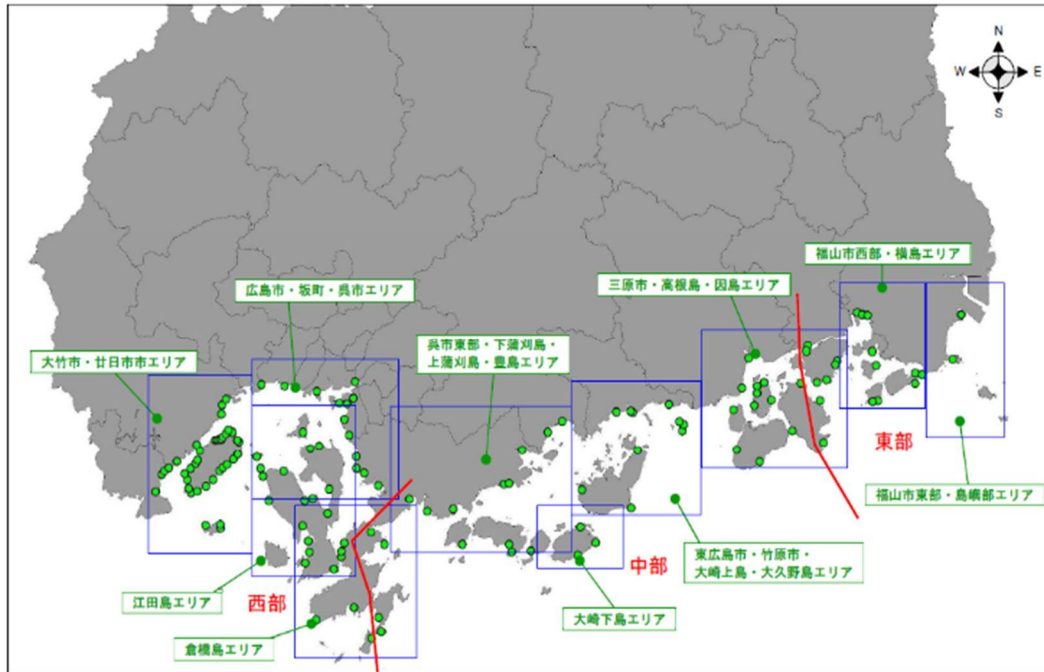 N
W
E
S
福山市西部・横島エリア
三原市・高根島・因島エリア
広島市・坂町・呉市エリア
呉市東部・下蒲刈島・
上蒲刈島・豊島エリア
大竹市・廿日市市エリア
東部
福山市東部・島嶼部エリア
東広島市・竹原市・
大崎上島・大久野島エリア
中部
江田島エリア
西部
大崎下島エリア
倉橋島エリア